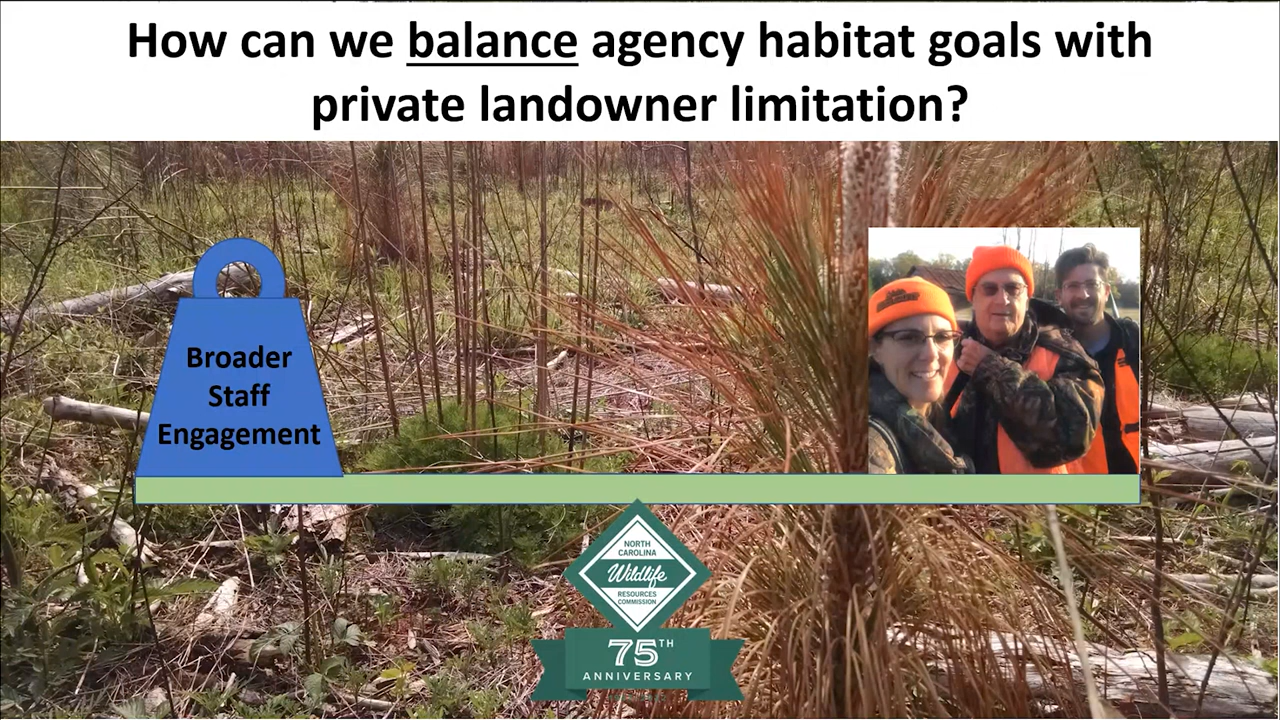 How can we balance agency habitat goals with
private landowner limitation?
Broader
Staff
Engagement
NORTH
CAROLINA
Wildlife
RESOURCES
COMMISSION
75TH
ANNIVERSARY